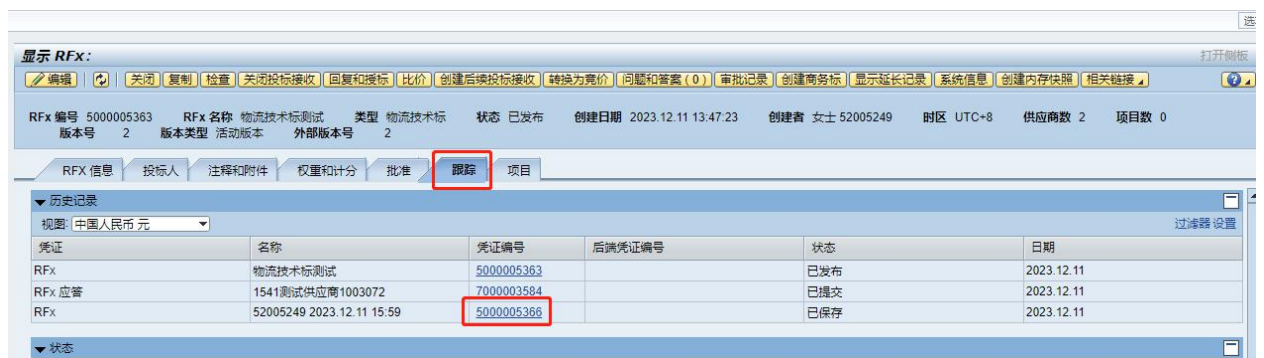 选
显示 RFx: 打开侧板
编辑 关闭 复制 检查 关闭投标接收 回复和授标 比价 创建后续投标接收 转换为竞价 问题和答案 ( 0 ) 审批记录 创建商务标 显示延长记录 系统信息 创建内存快照 相关链接
RFx 编号 5000005363 RFx 名称 物流技术标测试 类型 物流技术标 状态 已发布 创建日期 2023.12.11 13:47:23 创建者 女士 52005249 时区 UTC+8 供应商数 2 项目数 0
版本号 2 版本类型 活动版本 外部版本号 2
RFX 信息 投标人 注释和附件 权重和计分 批准 跟踪 项目
历史记录
视图: 中国人民币 元 过滤器 设置
凭证 名称 凭证编号 后端凭证编号 状态 日期
RFx 物流技术标测试 5000005363 已发布 2023.12.11
RFx 应答 1541测试供应商1003072 7000003584 已提交 2023.12.11
RFx 52005249 2023.12.11 15:59 5000005366 已保存 2023.12.11
状态